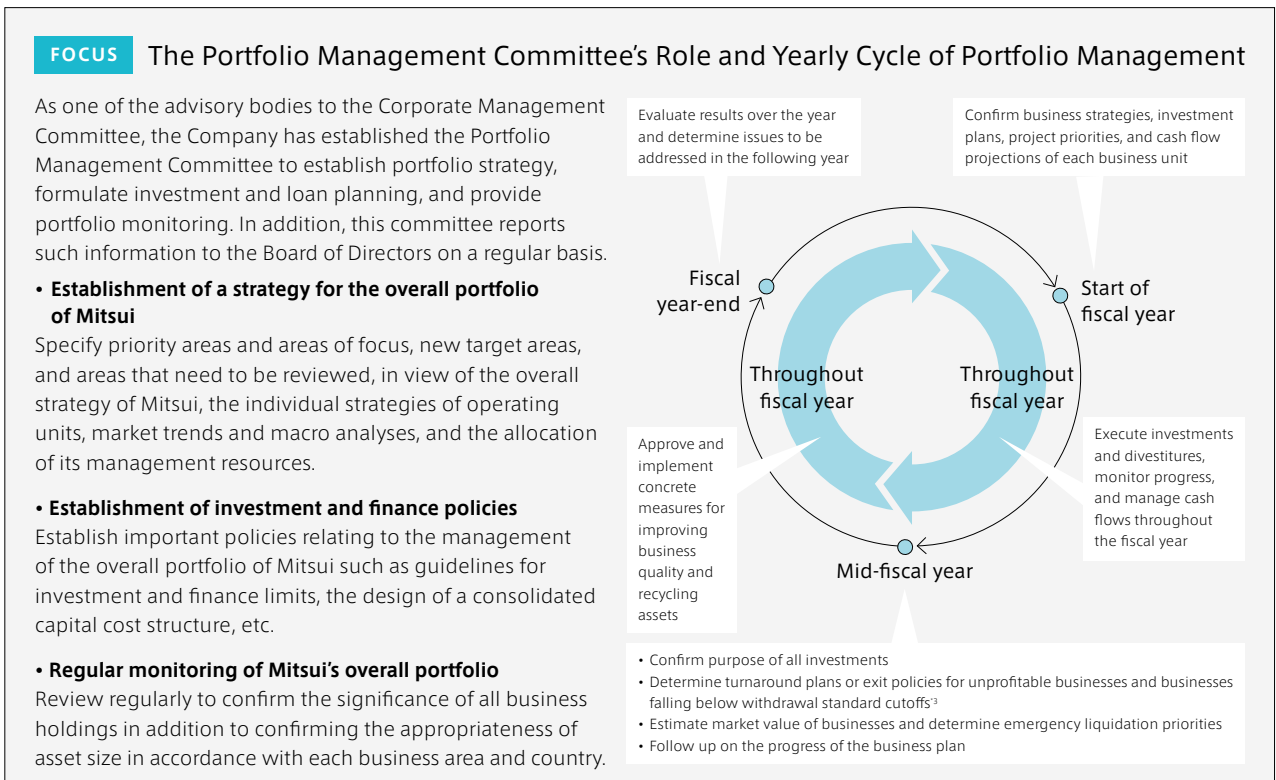 FOCUS The Portfolio Management Committee's Role and Yearly Cycle of Portfolio Management
As one of the advisory bodies to the Corporate Management
Committee, the Company has established the Portfolio
Management Committee to establish portfolio strategy,
formulate investment and loan planning, and provide
portfolio monitoring. In addition, this committee reports
such information to the Board of Directors on a regular basis.
• Establishment of a strategy for the overall portfolio
of Mitsui
Specify priority areas and areas of focus, new target areas,
and areas that need to be reviewed, in view of the overall
strategy of Mitsui, the individual strategies of operating
units, market trends and macro analyses, and the allocation
of its management resources.
• Establishment of investment and finance policies
Establish important policies relating to the management
of the overall portfolio of Mitsui such as guidelines for
investment and finance limits, the design of a consolidated
capital cost structure, etc.
• Regular monitoring of Mitsui's overall portfolio
Review regularly to confirm the significance of all business
holdings in addition to confirming the appropriateness of
asset size in accordance with each business area and country.
Evaluate results over the year
and determine issues to be
addressed in the following year
Confirm business strategies, investment
plans, project priorities, and cash flow
projections of each business unit
Fiscal
year-end
Start of
fiscal year
Throughout
fiscal year
Throughout
fiscal year
Approve and
implement
concrete
measures for
improving
business
quality and
recycling
assets
Execute investments
and divestitures,
monitor progress,
and manage cash
flows throughout
the fiscal year
Mid-fiscal year
• Confirm purpose of all investments
• Determine turnaround plans or exit policies for unprofitable businesses and businesses
falling below withdrawal standard cutoffs*3
• Estimate market value of businesses and determine emergency liquidation priorities
• Follow up on the progress of the business plan